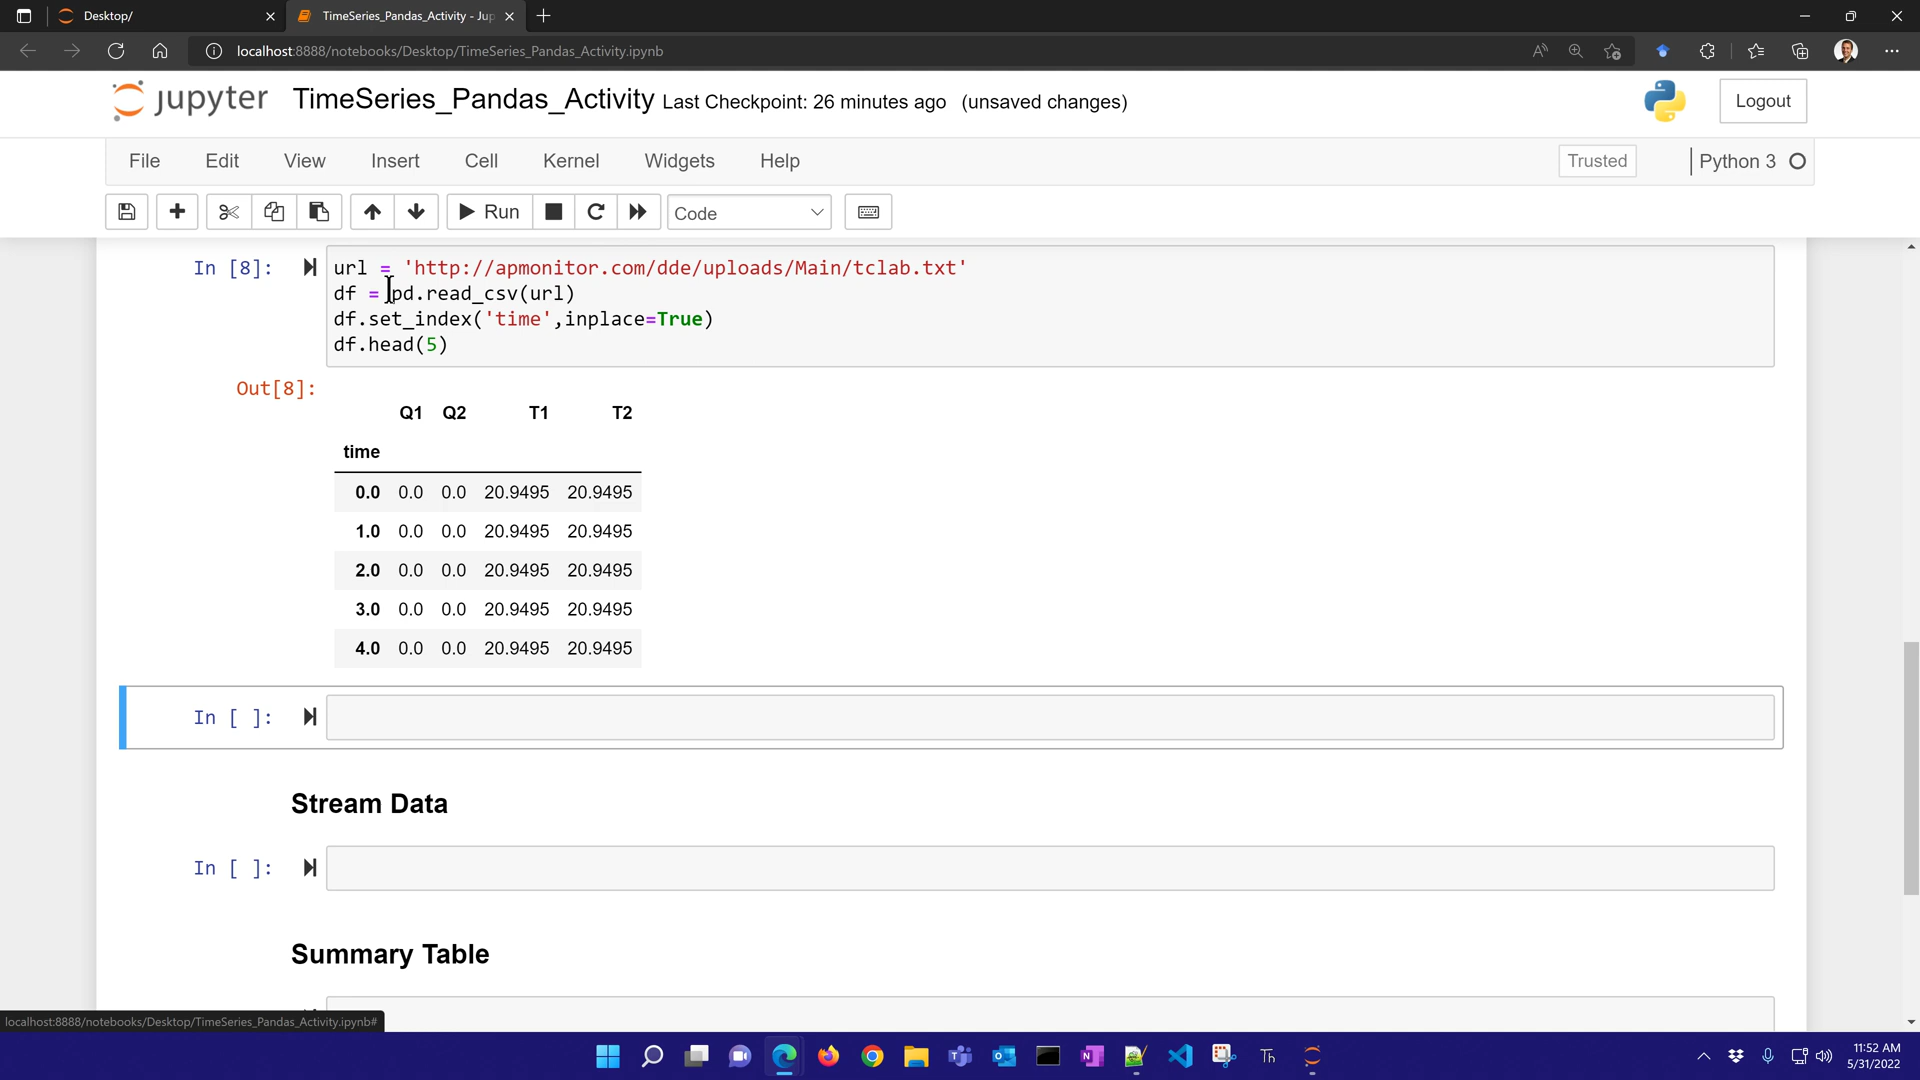 Desktop/
TimeSeries_Pandas_Activity - Jup
localhost:8888/notebooks/Desktop/TimeSeries_Pandas_Activity.ipynb
jupyter TimeSeries_Pandas_Activity Last Checkpoint: 26 minutes ago (unsaved changes)
Logout
File Edit View Insert Cell Kernel Widgets Help
Trusted Python 3
Run Code
In [8]:
url = 'http://apmonitor.com/dde/uploads/Main/tclab.txt'
df = pd.read_csv(url)
df.set_index('time',inplace=True)
df.head(5)
Out[8]:
Q1 Q2 T1 T2
time
0.0 0.0 0.0 20.9495 20.9495
1.0 0.0 0.0 20.9495 20.9495
2.0 0.0 0.0 20.9495 20.9495
3.0 0.0 0.0 20.9495 20.9495
4.0 0.0 0.0 20.9495 20.9495
In [ ]:
Stream Data
In [ ]:
Summary Table
localhost:8888/notebooks/Desktop/TimeSeries_Pandas_Activity.ipynb#
Th
11:52 AM
5/31/2022